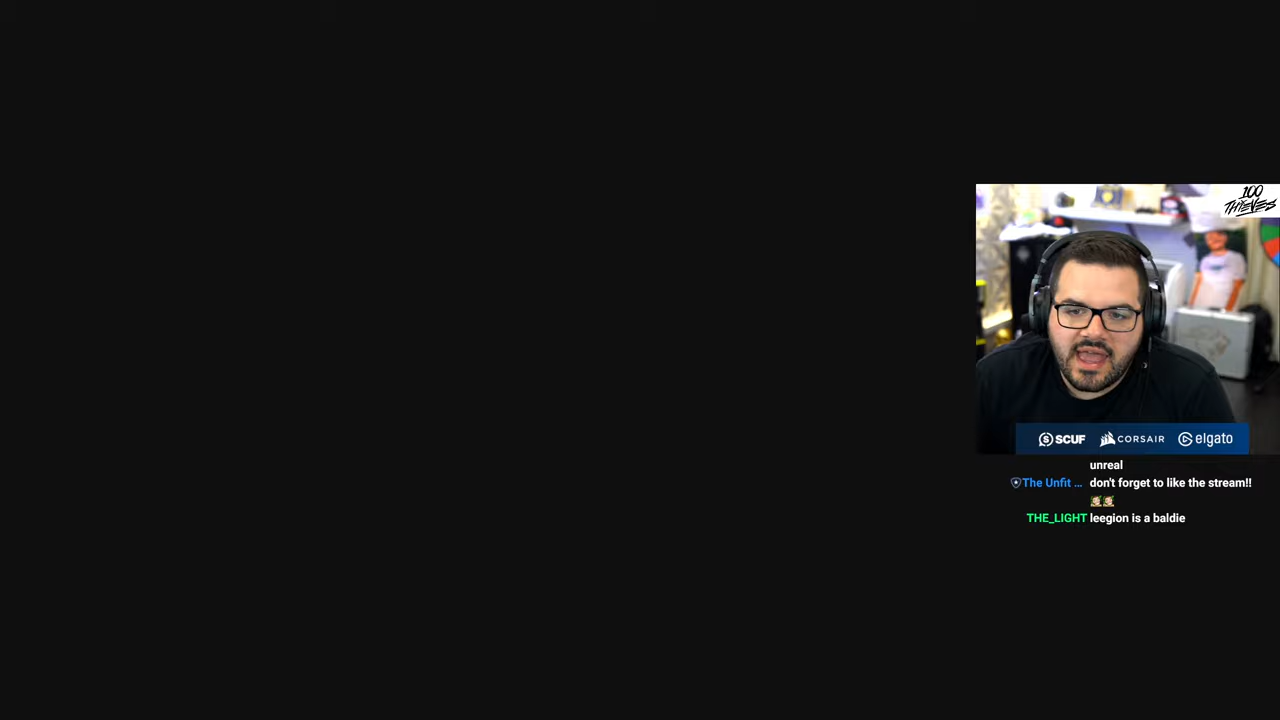 100
THIEVES
SCUF
CORSAIR
elgato
unreal
The Unfit ... don't forget to like the stream!!
THE_LIGHT leegion is a baldie